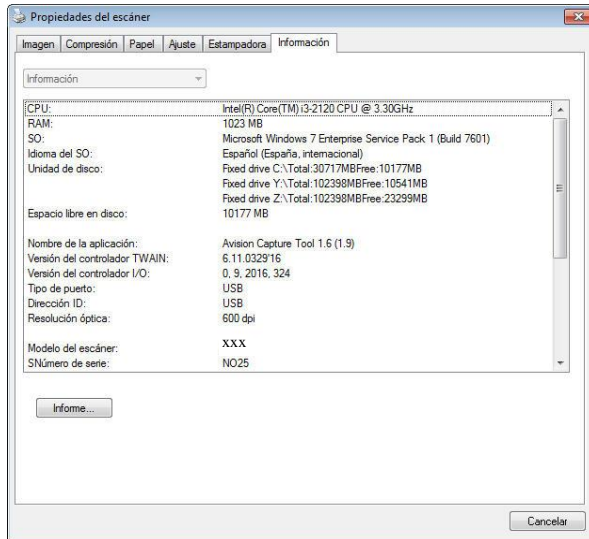 Propiedades del escáner
Imagen Compresión Papel Ajuste Estampadora Información
Información
CPU: Intel(R) Core(TM) i3-2120 CPU @ 3.30GHz
RAM: 1023 MB
SO: Microsoft Windows 7 Enterprise Service Pack 1 (Build 7601)
Idioma del SO: Español (España, internacional)
Unidad de disco: Fixed drive C:\Total:30717MBFree:10177MB
Fixed drive Y:\Total:102398MBFree:10541MB
Fixed drive Z:\Total:102398MBFree:23299MB
Espacio libre en disco: 10177 MB
Nombre de la aplicación: Avision Capture Tool 1.6 (1.9)
Versión del controlador TWAIN: 6.11.0329'16
Versión del controlador I/O: 0, 9, 2016, 324
Tipo de puerto: USB
Dirección ID: USB
Resolución óptica: 600 dpi
Modelo del escáner: XXX
SNúmero de serie: NO25
Informe...
Cancelar